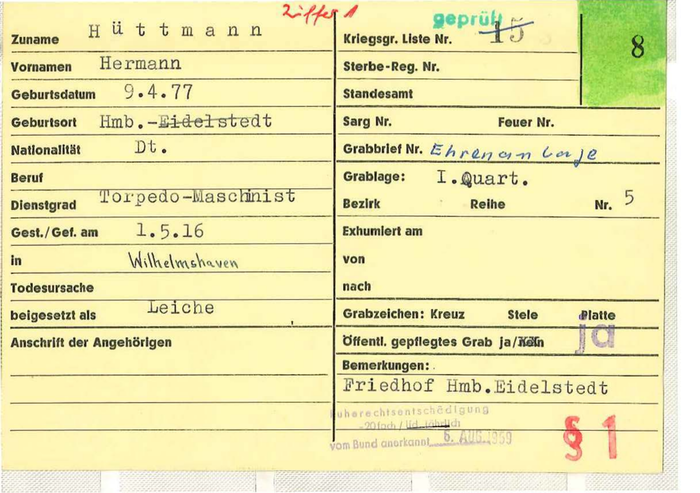 Ziffer 1
Zuname Hüttmann
Vornamen Hermann
Geburtsdatum 9.4.77
Geburtsort Hmb.-Eidelstedt
Nationalität Dt.
Beruf
Dienstgrad Torpedo-Maschinist
Gest./Gef. am 1.5.16
in Wilhelmshaven
Todesursache
beigesetzt als Leiche
Anschrift der Angehörigen
geprüft
Kriegsgr. Liste Nr. 15
8
Sterbe-Reg. Nr.
Standesamt
Sarg Nr. Feuer Nr.
Grabbrief Nr. Ehrenanlage
Grablage: I.Quart.
Bezirk Reihe Nr. 5
Exhumiert am
von
nach
Grabzeichen: Kreuz Stele Platte
Öffentl. gepflegtes Grab ja/nein ja
Bemerkungen:
Friedhof Hmb.Eidelstedt
Ruherechtsentschädigung
-20fach / lfd. jährlich
vom Bund anerkannt 6. AUG. 1969
§ 1